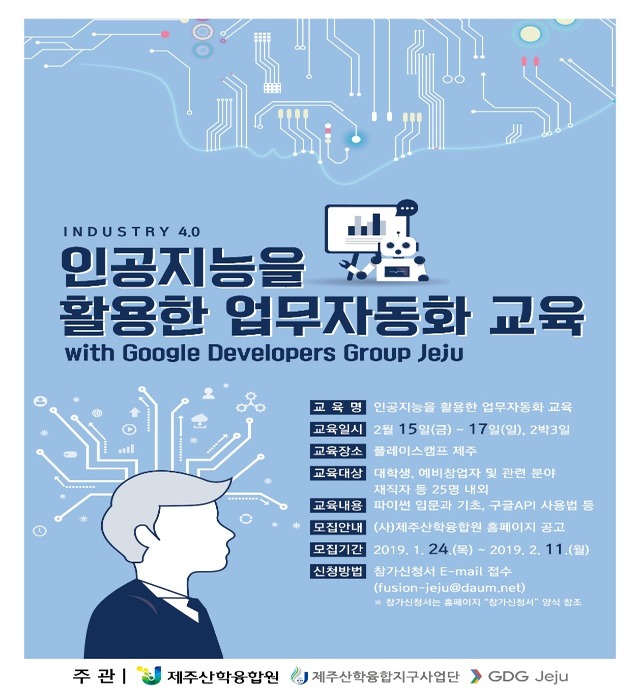 INDUSTRY 4.0
인공지능을
활용한 업무자동화 교육
with Google Developers Group Jeju
교 육 명 인공지능을 활용한 업무자동화 교육
교육일시 2월 15일(금) ~ 17일(일), 2박3일
교육장소 플레이스캠프 제주
교육대상 대학생, 예비창업자 및 관련 분야
재직자 등 25명 내외
교육내용 파이썬 입문과 기초, 구글API 사용법 등
모집안내 (사)제주산학융합원 홈페이지 공고
모집기간 2019. 1. 24.(목) ~ 2019. 2. 11.(월)
신청방법 참가신청서 E-mail 접수
(fusion-jeju@daum.net)
※ 참가신청서는 홈페이지 "참가신청서" 양식 참조
주 관 | 제주산학융합원 제주산학융합지구사업단 GDG Jeju